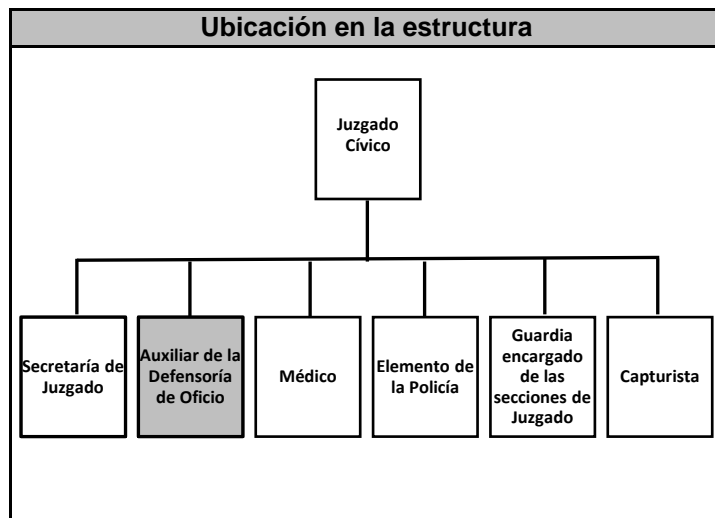 Ubicación en la estructura
Juzgado
Cívico
Secretaría de
Juzgado
Auxiliar de la
Defensoría
de Oficio
Médico
Elemento de
la Policía
Guardia
encargado
de las
secciones de
Juzgado
Capturista